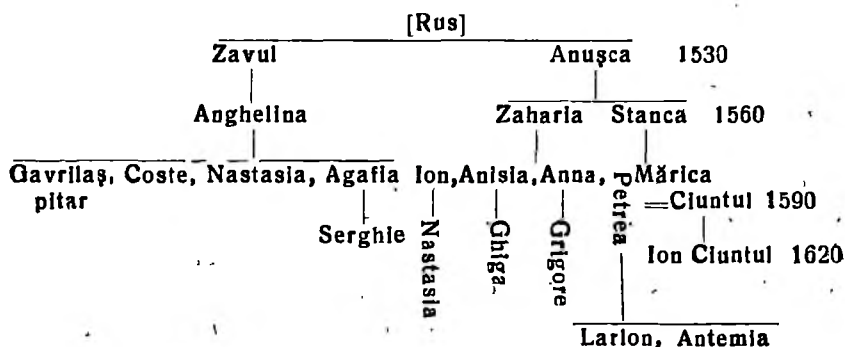 [Rus]
Zavul Anușca 1530
Anghelina Zaharia Stanca 1560
Gavrilaș, Coste, Nastasia, Agafia Ion, Anisia, Anna, Petrea Mărica
pitar =Ciuntul 1590
Serghie Nastasia Ghiga Grigore Ion Ciuntul 1620
Larion, Antemia